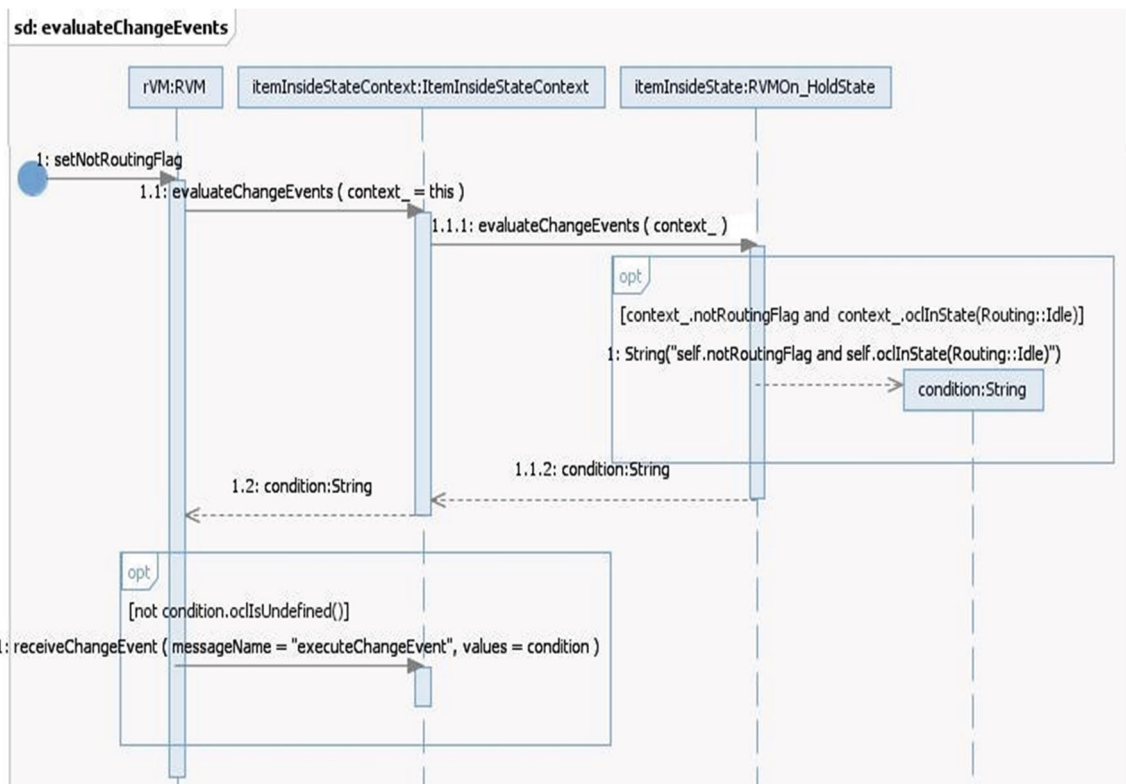 sd: evaluateChangeEvents
rVM:RVM
itemInsideStateContext:ItemInsideStateContext
itemInsideState:RVMOn_HoldState
1: setNotRoutingFlag
1.1: evaluateChangeEvents ( context_ = this )
1.1.1: evaluateChangeEvents ( context_ )
opt
[context_.notRoutingFlag and context_.oclInState(Routing::Idle)]
1: String("self.notRoutingFlag and self.oclInState(Routing::Idle)")
condition:String
1.1.2: condition:String
1.2: condition:String
opt
[not condition.oclIsUndefined()]
1: receiveChangeEvent ( messageName = "executeChangeEvent", values = condition )